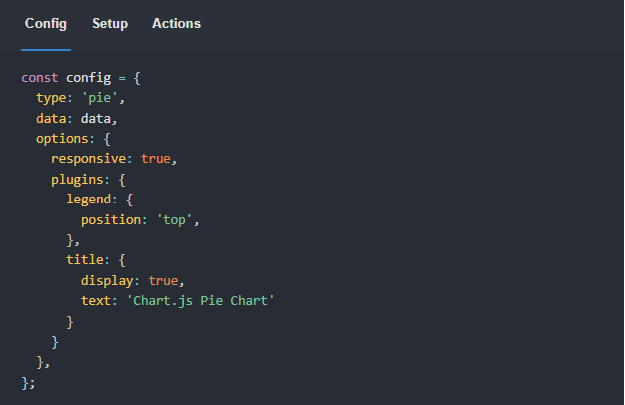 Config Setup Actions
const config = {
  type: 'pie',
  data: data,
  options: {
    responsive: true,
    plugins: {
      legend: {
        position: 'top',
      },
      title: {
        display: true,
        text: 'Chart.js Pie Chart'
      }
    }
  },
};